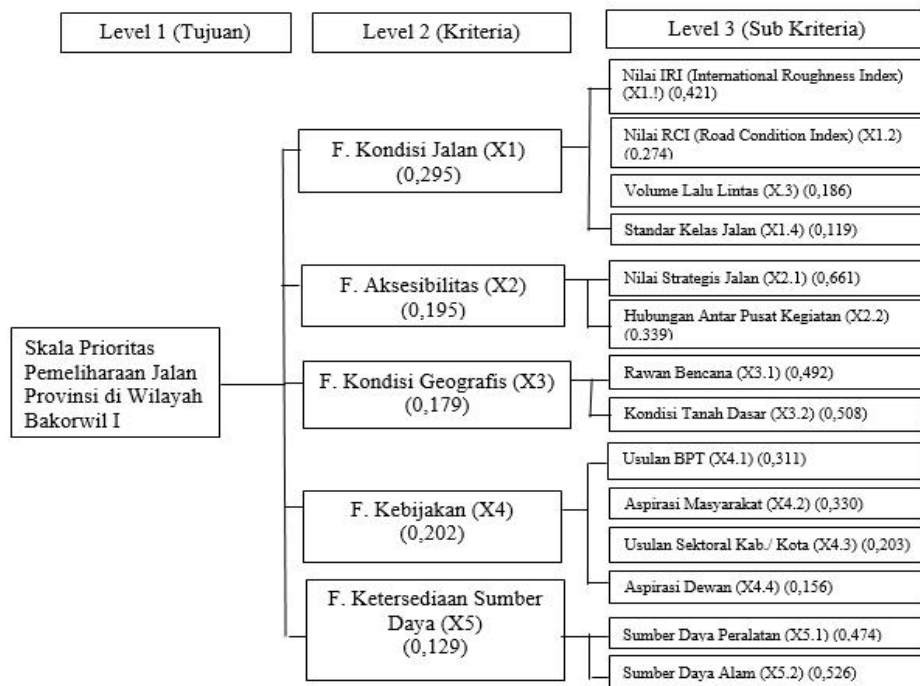 Level 1 (Tujuan)
Level 2 (Kriteria)
Level 3 (Sub Kriteria)
Skala Prioritas
Pemeliharaan Jalan
Provinsi di Wilayah
Bakorwil I
F. Kondisi Jalan (X1)
(0,295)
Nilai IRI (International Roughness Index)
(X1.!) (0,421)
Nilai RCI (Road Condition Index) (X1.2)
(0.274)
Volume Lalu Lintas (X.3) (0,186)
Standar Kelas Jalan (X1.4) (0,119)
F. Aksesibilitas (X2)
(0,195)
Nilai Strategis Jalan (X2.1) (0,661)
Hubungan Antar Pusat Kegiatan (X2.2)
(0.339)
F. Kondisi Geografis (X3)
(0,179)
Rawan Bencana (X3.1) (0,492)
Kondisi Tanah Dasar (X3.2) (0,508)
F. Kebijakan (X4)
(0,202)
Usulan BPT (X4.1) (0,311)
Aspirasi Masyarakat (X4.2) (0,330)
Usulan Sektoral Kab./ Kota (X4.3) (0,203)
Aspirasi Dewan (X4.4) (0,156)
F. Ketersediaan Sumber
Daya (X5)
(0,129)
Sumber Daya Peralatan (X5.1) (0,474)
Sumber Daya Alam (X5.2) (0,526)